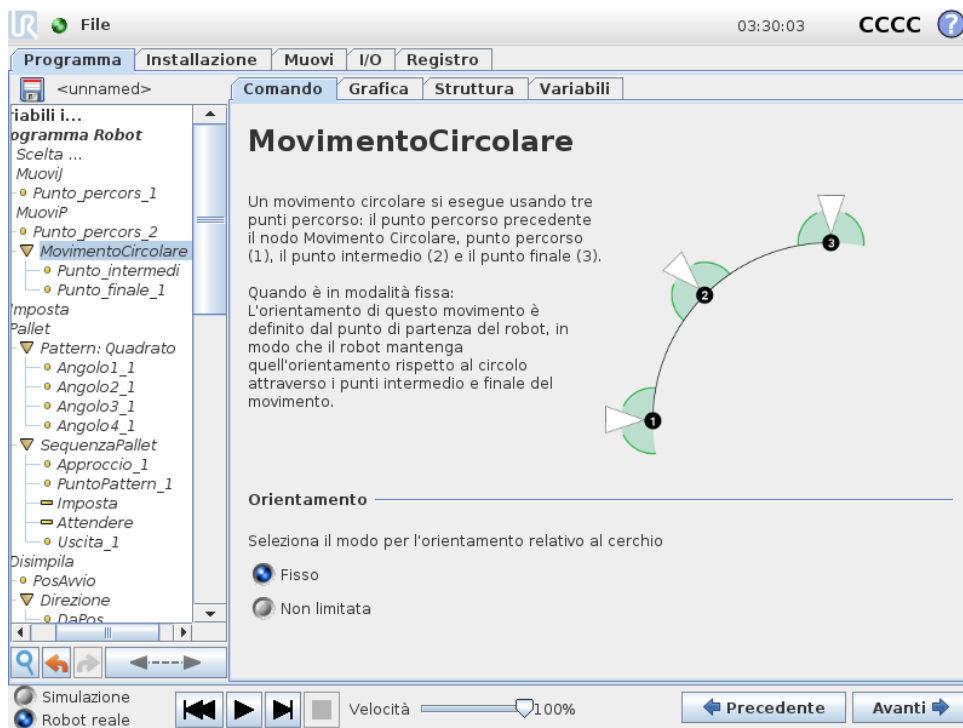 UR File 03:30:03 CCCC ?
Programma Installazione Muovi I/O Registro
<unnamed> Comando Grafica Struttura Variabili
riabili i...
ogramma Robot
Scelta ...
MuoviJ
Punto_percors_1
MuoviP
Punto_percors_2
MovimentoCircolare
Punto_intermedi
Punto_finale_1
Imposta
Pallet
Pattern: Quadrato
Angolo1_1
Angolo2_1
Angolo3_1
Angolo4_1
SequenzaPallet
Approccio_1
PuntoPattern_1
Imposta
Attendere
Uscita_1
Disimpila
PosAvvio
Direzione
DaPos
MovimentoCircolare
Un movimento circolare si esegue usando tre
punti percorso: il punto percorso precedente
il nodo Movimento Circolare, punto percorso
(1), il punto intermedio (2) e il punto finale (3).
Quando è in modalità fissa:
L'orientamento di questo movimento è
definito dal punto di partenza del robot, in
modo che il robot mantenga
quell'orientamento rispetto al circolo
attraverso i punti intermedio e finale del
movimento.
3
2
1
Orientamento
Seleziona il modo per l'orientamento relativo al cerchio
Fisso
Non limitata
Simulazione
Robot reale
Velocità 100%
Precedente
Avanti